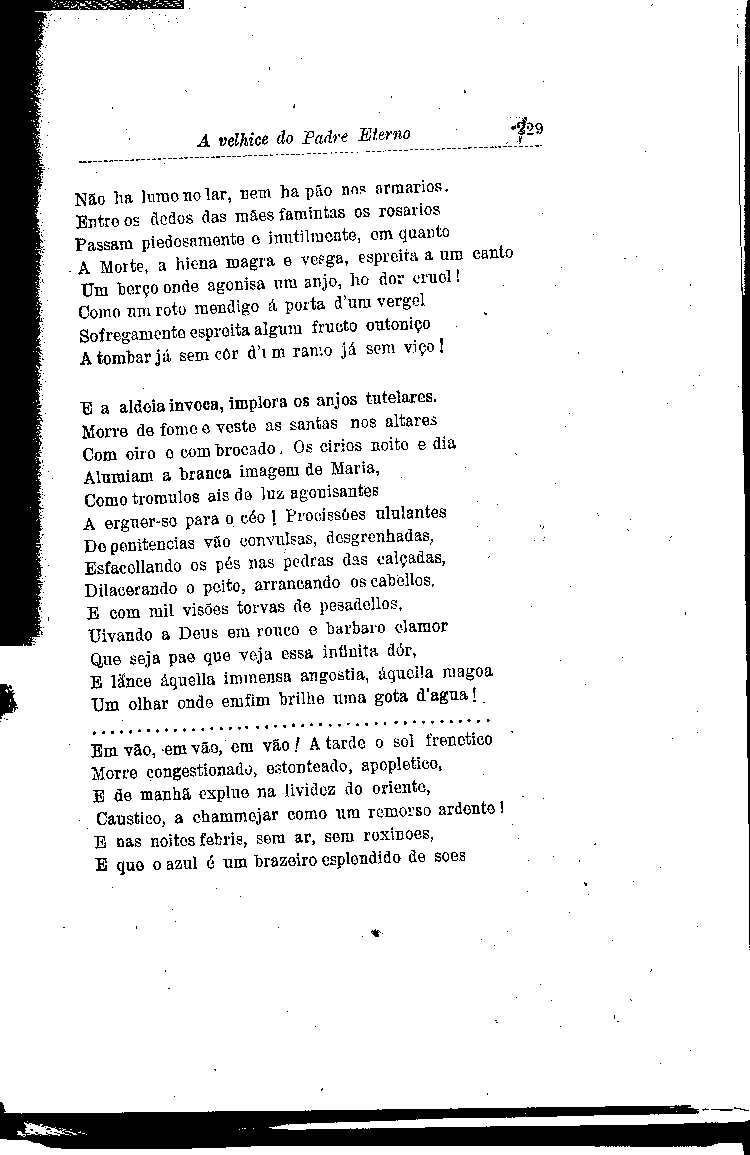 A velhice do Padre Eterno 229
Não ha lume no lar, nem ha pão nos armarios.
Entre os dedos das mães famintas os rosarios
Passam piedosamente e inutilmente, em quanto
A Morte, a hiena magra e vesga, espreita a um canto
Um berço onde agonisa um anjo, ho dor cruel!
Como um roto mendigo á porta d'um vergel
Sofregamente espreita algum fructo outoniço
A tombar já sem côr d'um ramo já sem viço!
E a aldeia invoca, implora os anjos tutelares.
Morre de fome e veste as santas nos altares
Com oiro e com brocado. Os cirios noite e dia
Alumiam a branca imagem de Maria,
Como tremulos ais de luz agonisantes
A erguer-se para o céo! Procissões ululantes
De penitencias vão convulsas, desgrenhadas,
Esfacellando os pés nas pedras das calçadas,
Dilacerando o peito, arrancando os cabellos,
E com mil visões torvas de pesadellos,
Uivando a Deus em rouco e barbaro clamor
Que seja pae que veja essa infinita dór,
E lânce áquella immensa angostia, áquella magoa
Um olhar onde emfim brilhe uma gota d'agua!
. . . . . . . . . . . . . . . . . . . . . . . . . . . . . . . . . . . . . . . .
Em vão, em vão, em vão! A tarde o sol frenetico
Morre congestionado, estonteado, apopletico,
E de manhã explue na lividez do oriente,
Caustico, a chammejar como um remorso ardente!
E nas noites febris, sem ar, sem roxinoes,
E que o azul é um brazeiro esplendido de soes